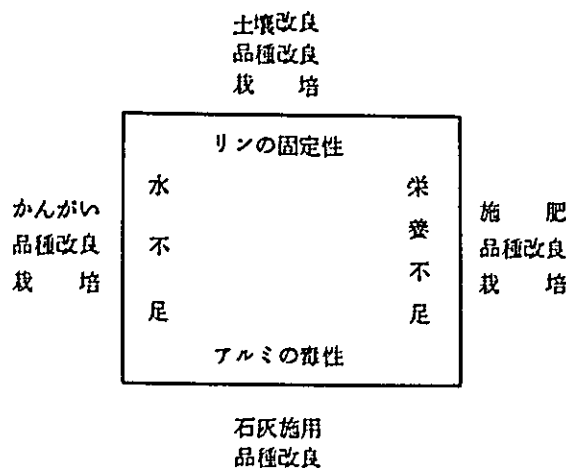 土壌改良
品種改良
栽培
リンの固定性
水不足
栄養不足
アルミの毒性
かんがい
品種改良
栽培
施肥
品種改良
栽培
石灰施用
品種改良